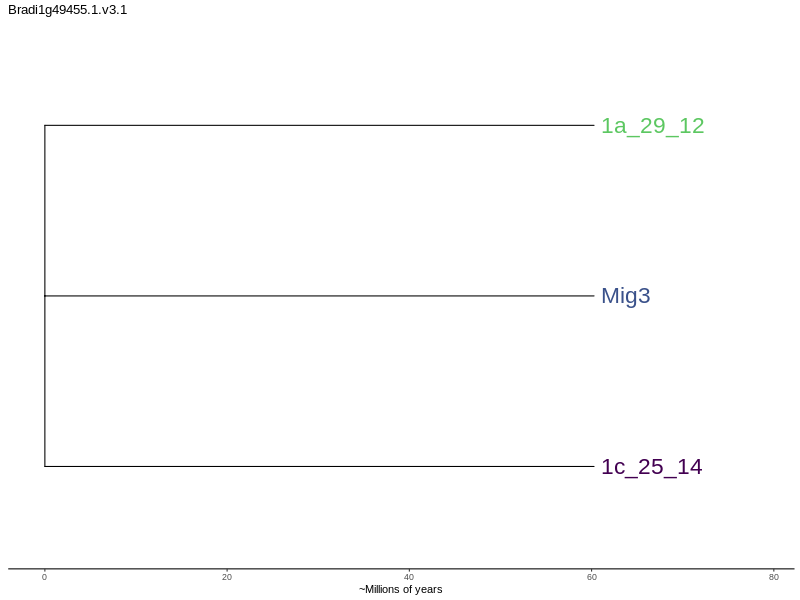 Bradi1g49455.1.v3.1
1a_29_12
Mig3
1c_25_14
0 20 40 60 80
~Millions of years